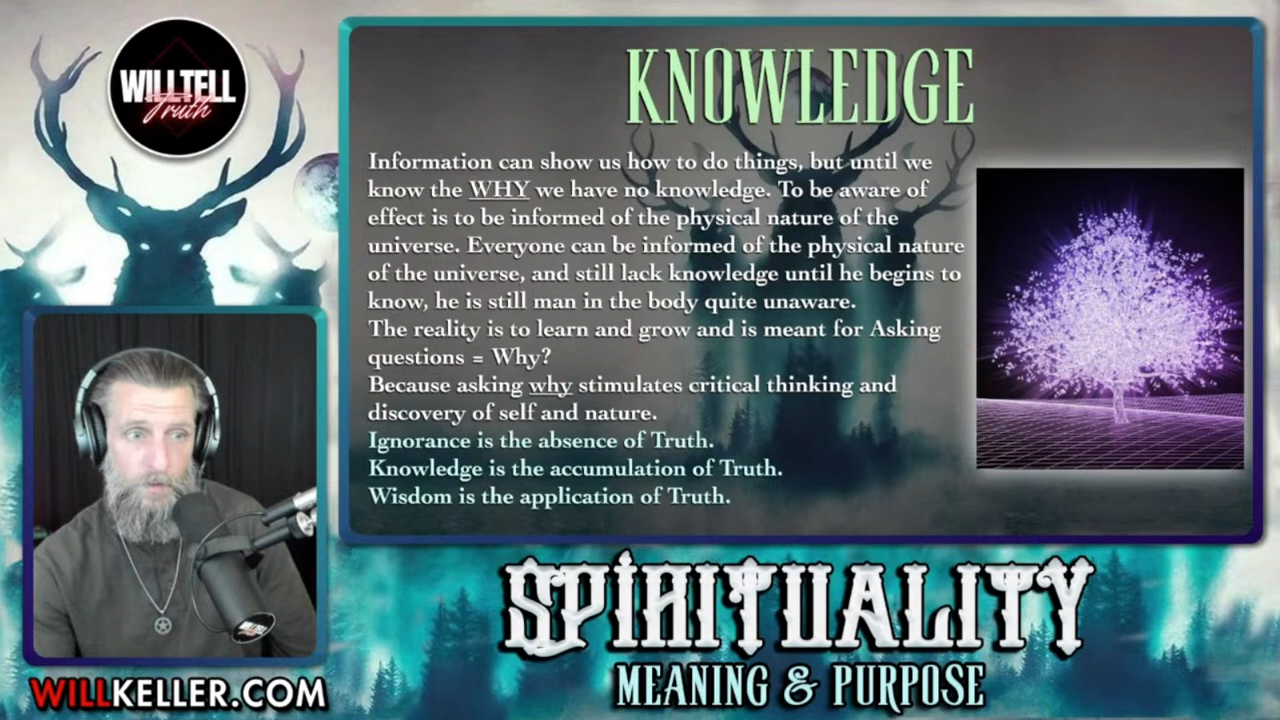 WILLTELL
Truth
KNOWLEDGE
Information can show us how to do things, but until we
know the WHY we have no knowledge. To be aware of
effect is to be informed of the physical nature of the
universe. Everyone can be informed of the physical nature
of the universe, and still lack knowledge until he begins to
know, he is still man in the body quite unaware.
The reality is to learn and grow and is meant for Asking
questions = Why?
Because asking why stimulates critical thinking and
discovery of self and nature.
Ignorance is the absence of Truth.
Knowledge is the accumulation of Truth.
Wisdom is the application of Truth.
SPIRITUALITY
MEANING & PURPOSE
WILLKELLER.COM